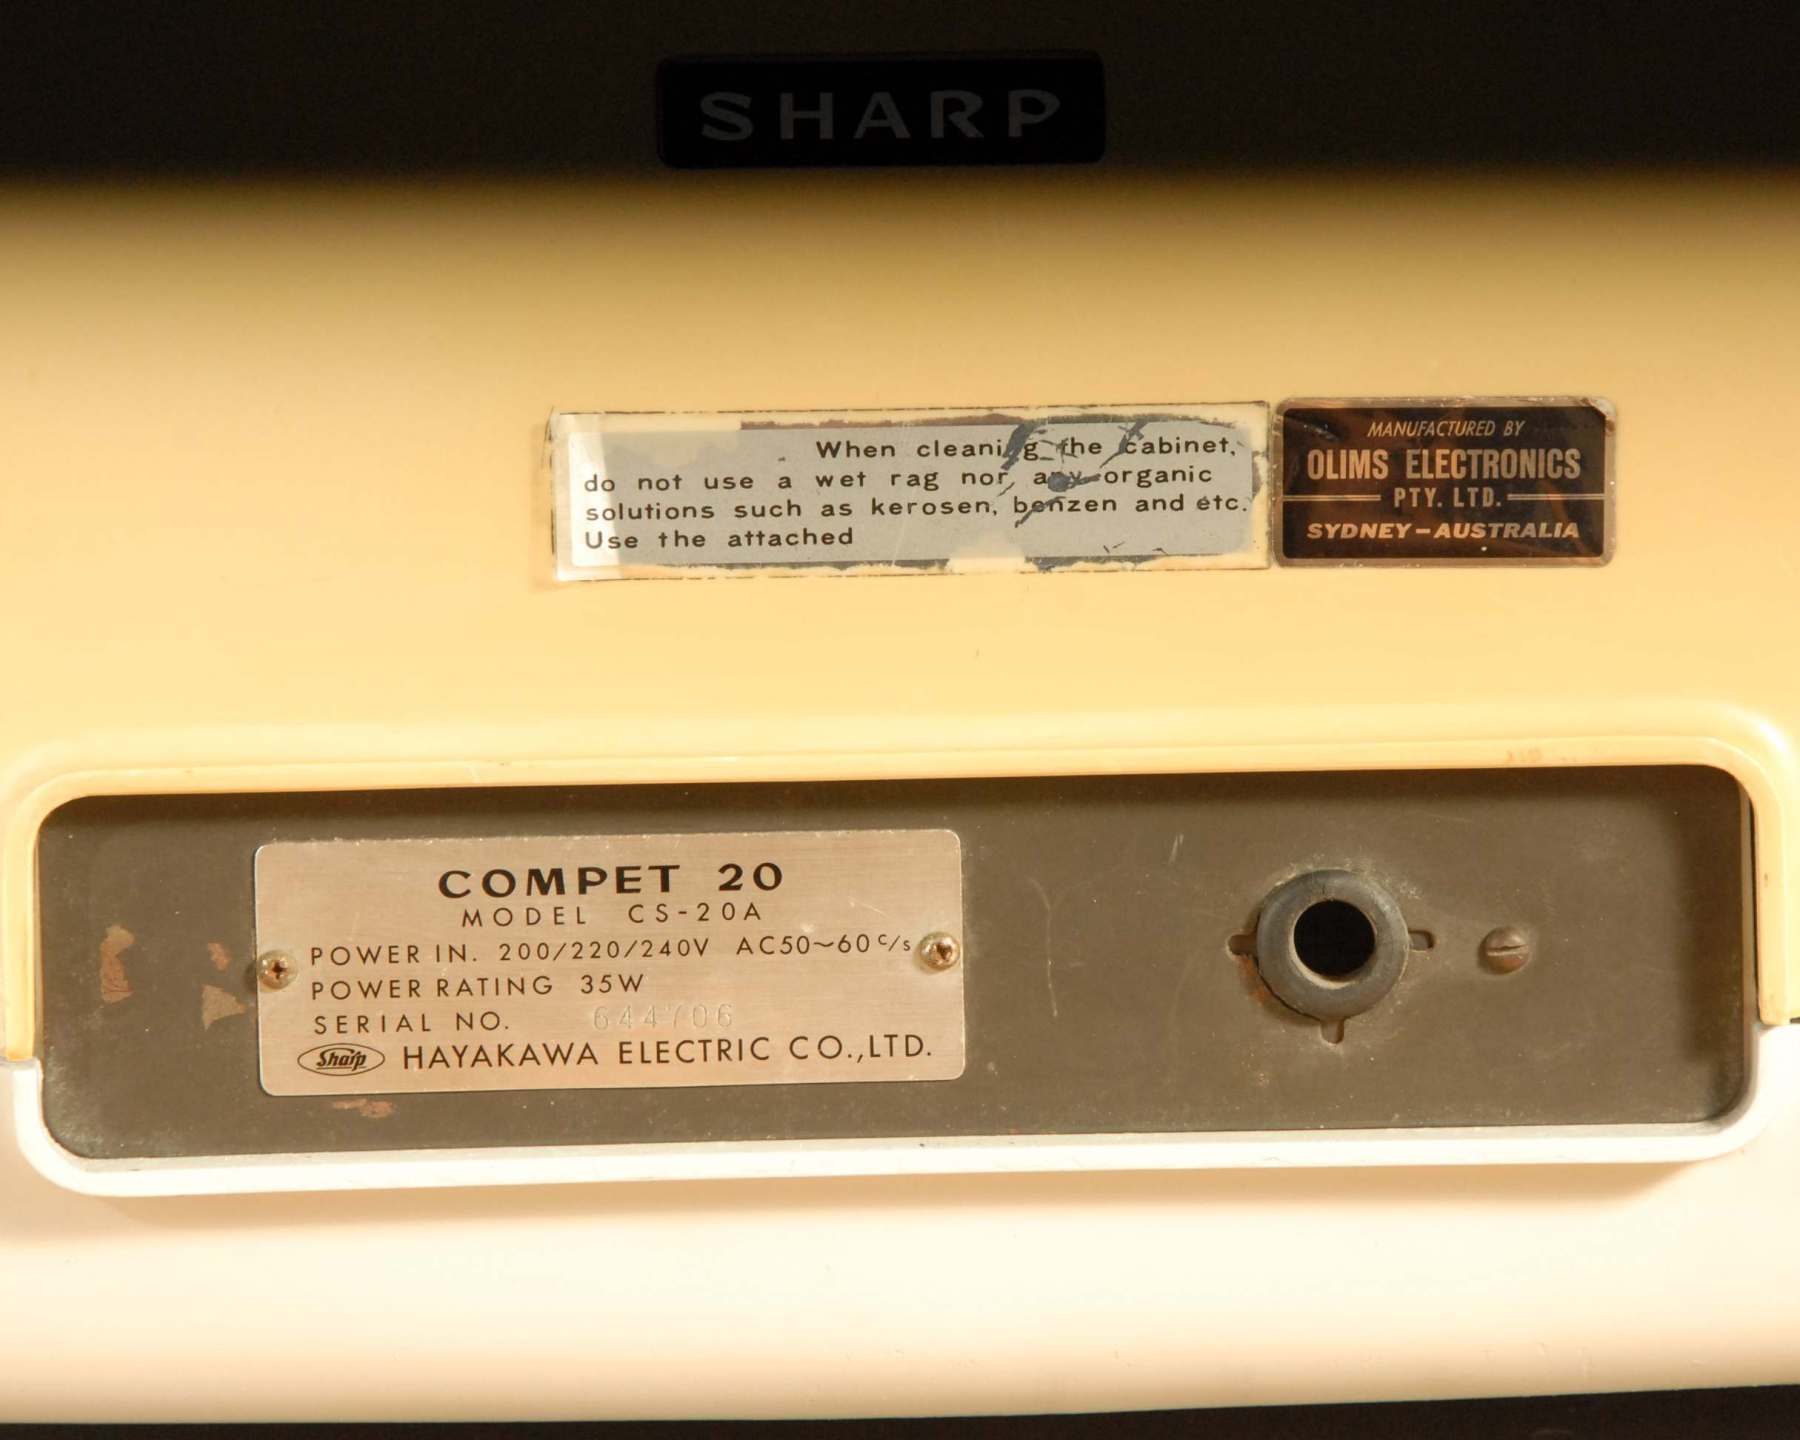 SHARP
When cleaning the cabinet,
do not use a wet rag nor any organic
solutions such as kerosen, benzen and etc.
Use the attached
MANUFACTURED BY
OLIMS ELECTRONICS
PTY. LTD.
SYDNEY-AUSTRALIA
COMPET 20
MODEL CS-20A
POWER IN. 200/220/240V AC50~60 c/s
POWER RATING 35W
SERIAL NO. 644706
Sharp HAYAKAWA ELECTRIC CO.,LTD.